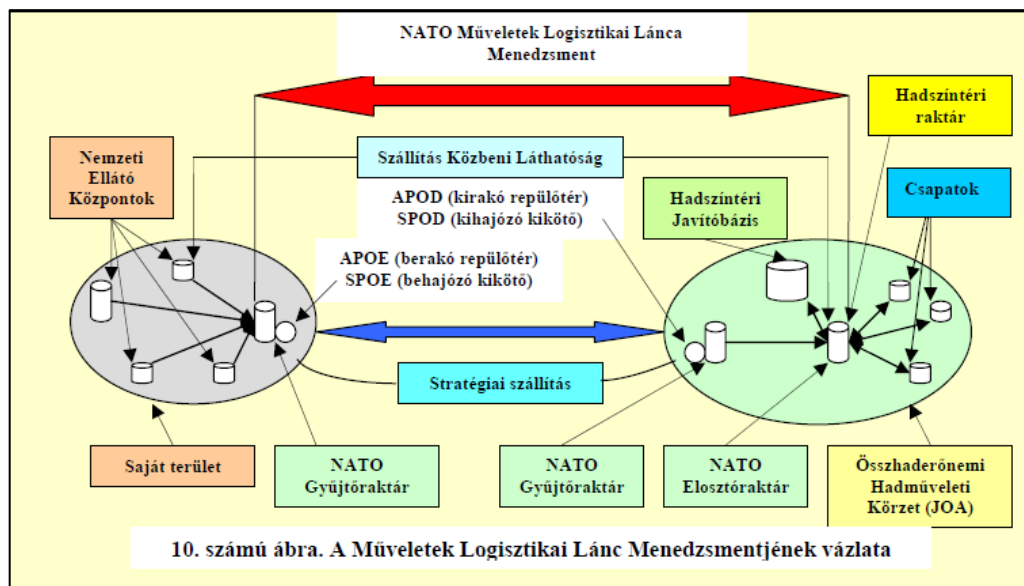 NATO Műveletek Logisztikai Lánca
Menedzsment
Hadszíntéri
raktár
Nemzeti
Ellátó
Központok
Szállítás Közbeni Láthatóság
APOD (kirakó repülőtér)
SPOD (kihajózó kikötő)
Hadszíntéri
Javítóbázis
Csapatok
APOE (berakó repülőtér)
SPOE (behajózó kikötő)
Stratégiai szállítás
Saját terület
NATO
Gyűjtőraktár
NATO
Gyűjtőraktár
NATO
Elosztóraktár
Összhaderőnemi
Hadműveleti
Körzet (JOA)
10. számú ábra. A Műveletek Logisztikai Lánc Menedzsmentjének vázlata